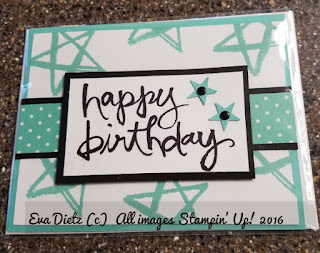 happy
birthday
Eva Dietz (c) All images Stampin' Up! 2016